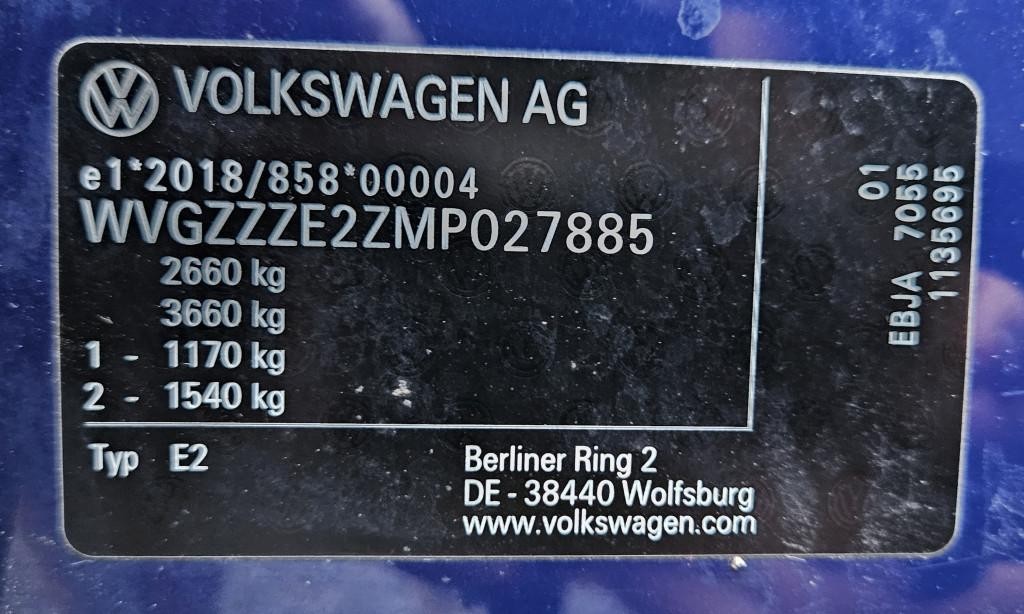 VOLKSWAGEN AG
e1*2018/858*00004
WVGZZZE2ZMP027885
2660 kg
3660 kg
1 - 1170 kg
2 - 1540 kg
Typ E2
Berliner Ring 2
DE - 38440 Wolfsburg
www.volkswagen.com
01
EBJA 7055
1135695